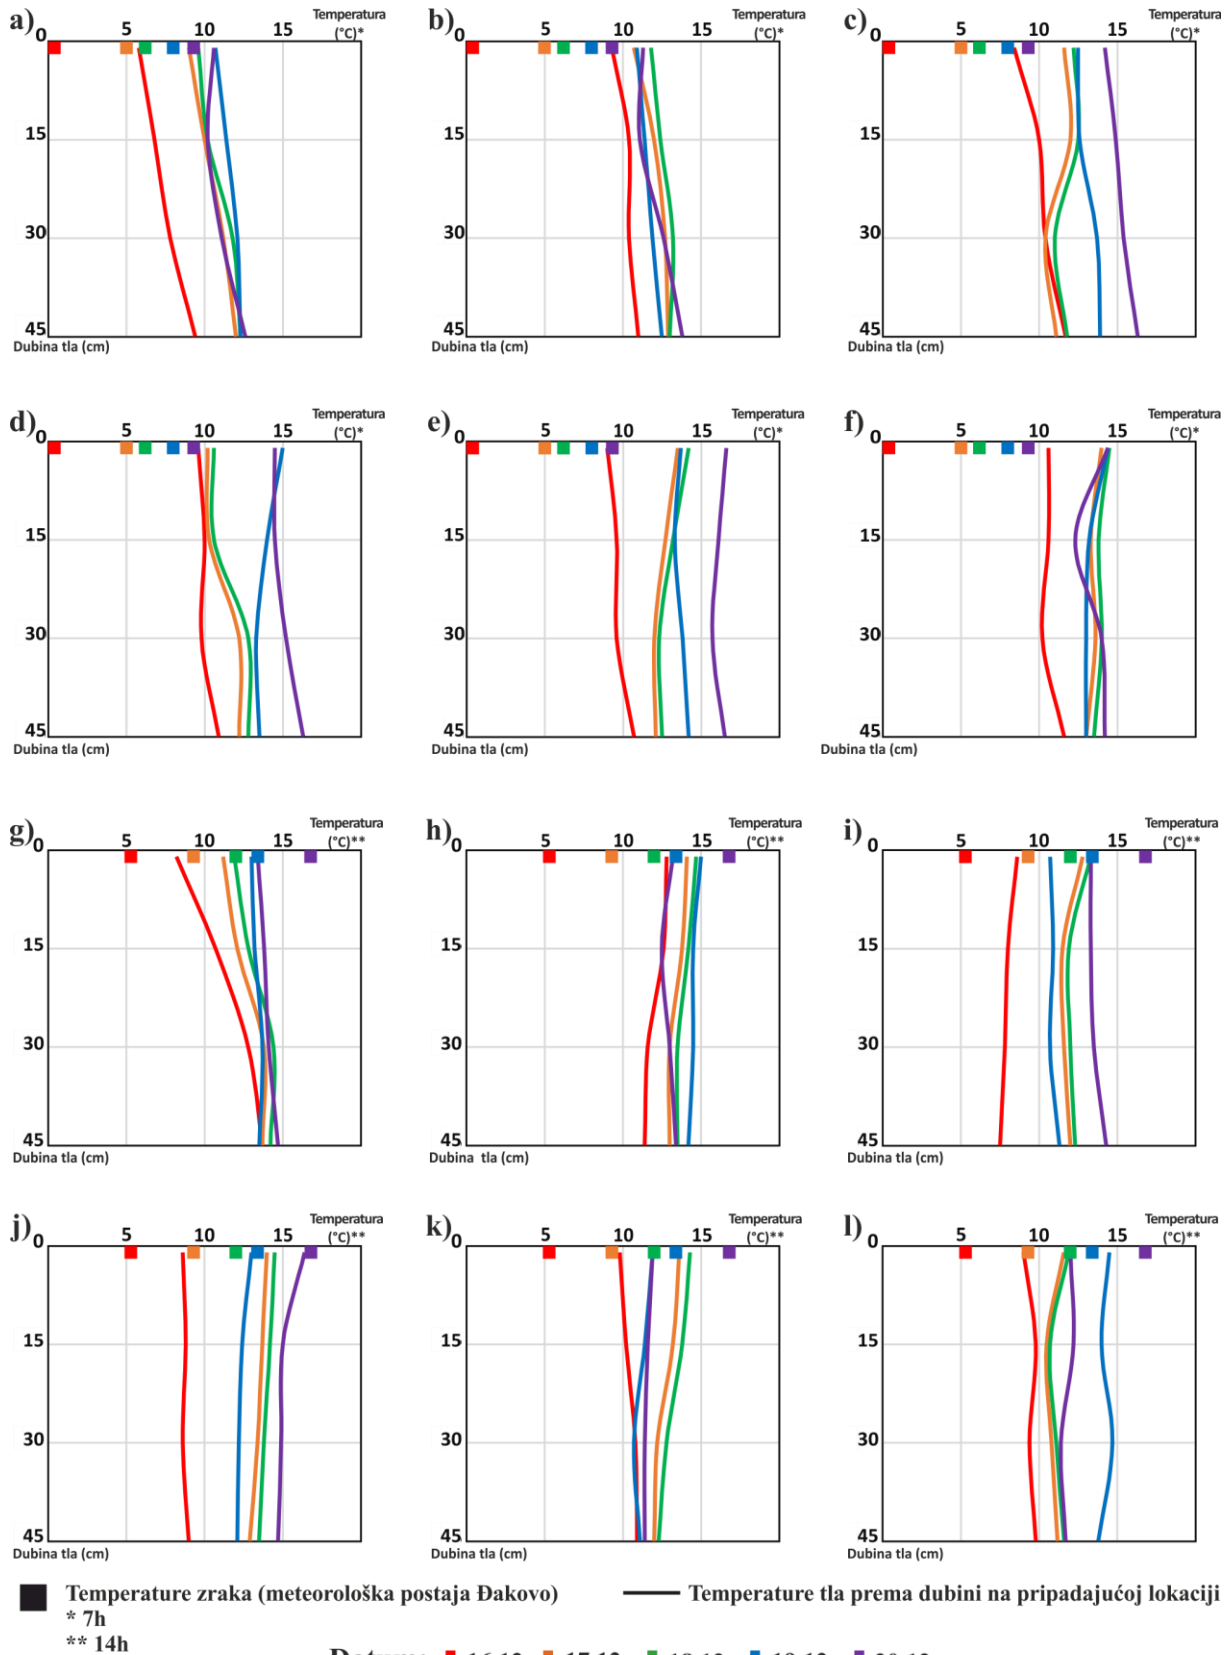 a) Temperatura
5 10 15 (°C)*
0
15
30
45
Dubina tla (cm)
b) Temperatura
5 10 15 (°C)*
0
15
30
45
Dubina tla (cm)
c) Temperatura
5 10 15 (°C)*
0
15
30
45
Dubina tla (cm)
d) Temperatura
5 10 15 (°C)*
0
15
30
45
Dubina tla (cm)
e) Temperatura
5 10 15 (°C)*
0
15
30
45
Dubina tla (cm)
f) Temperatura
5 10 15 (°C)*
0
15
30
45
Dubina tla (cm)
g) Temperatura
5 10 15 (°C)**
0
15
30
45
Dubina tla (cm)
h) Temperatura
5 10 15 (°C)**
0
15
30
45
Dubina tla (cm)
i) Temperatura
5 10 15 (°C)**
0
15
30
45
Dubina tla (cm)
j) Temperatura
5 10 15 (°C)**
0
15
30
45
Dubina tla (cm)
k) Temperatura
5 10 15 (°C)**
0
15
30
45
Dubina tla (cm)
l) Temperatura
5 10 15 (°C)**
0
15
30
45
Dubina tla (cm)
Temperature zraka (meteorološka postaja Đakovo) Temperature tla prema dubini na pripadajućoj lokaciji
* 7h
** 14h
Datum: